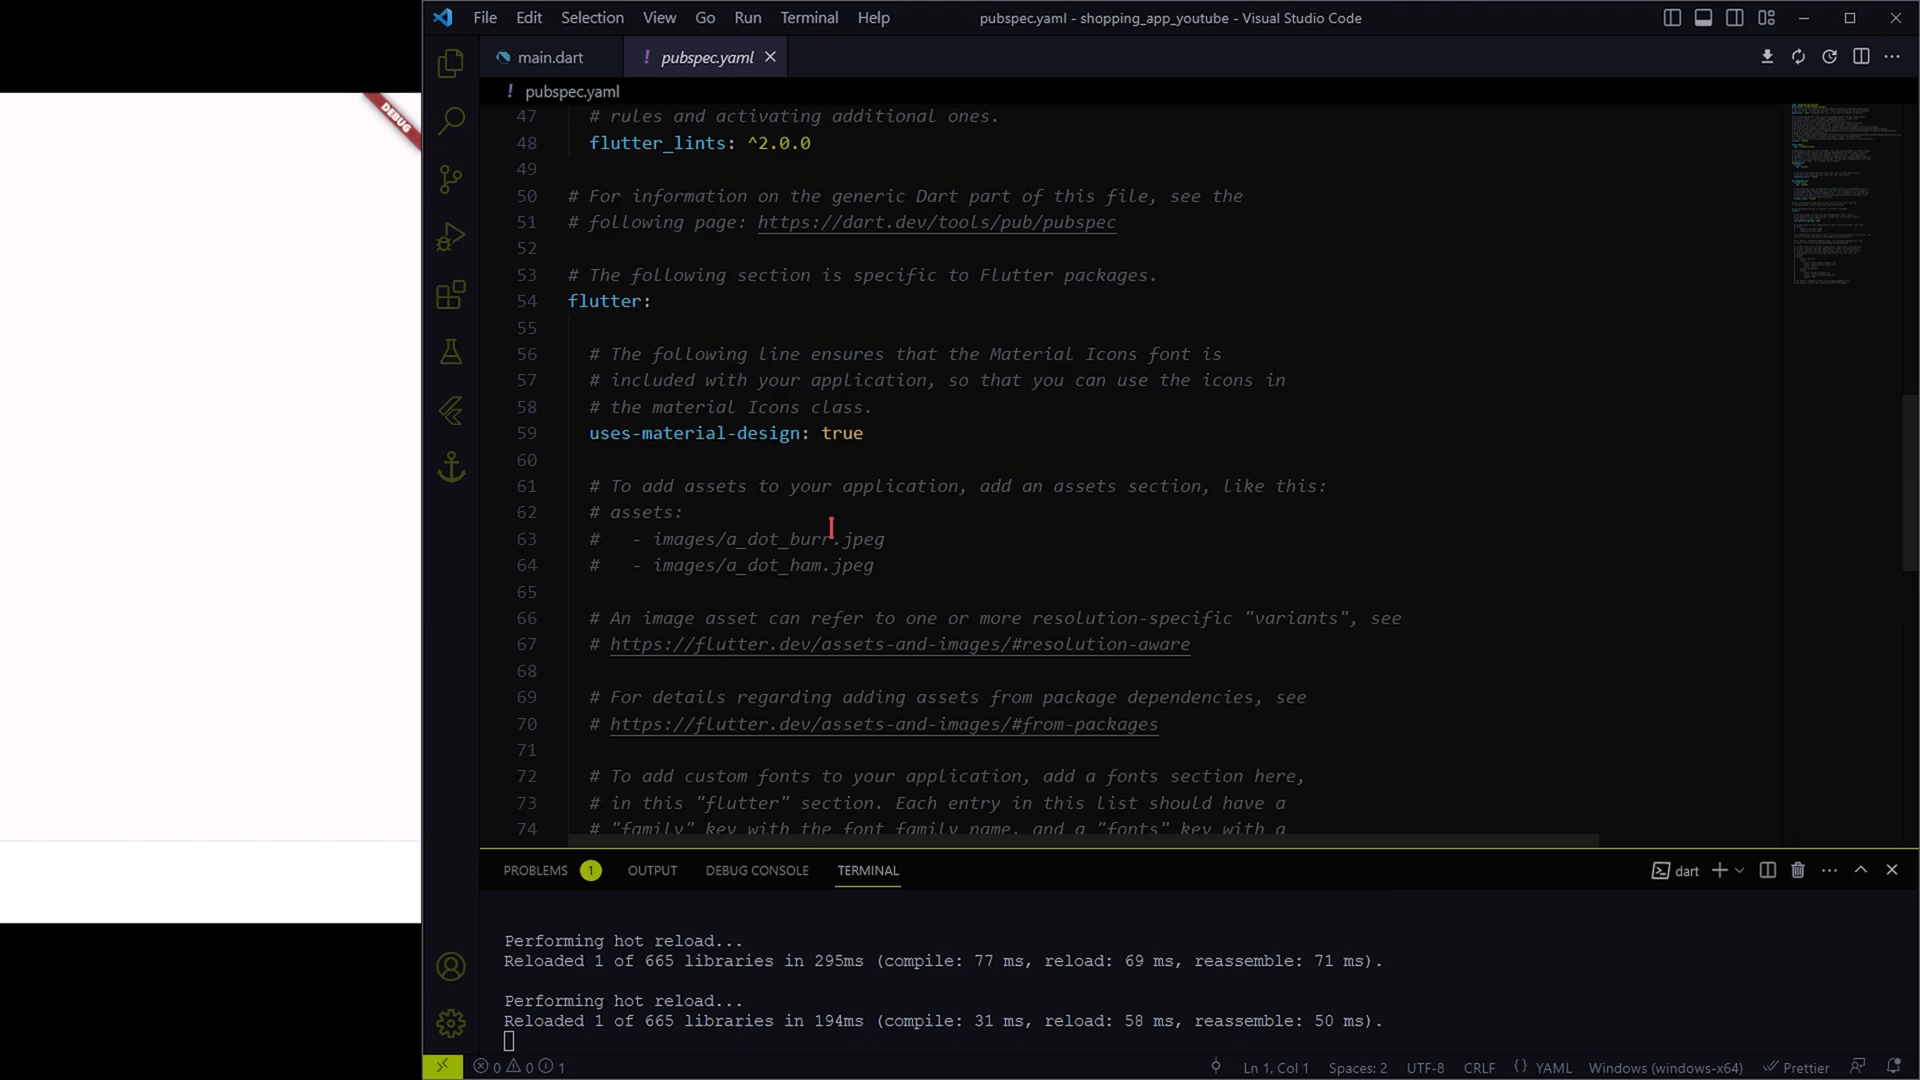 File Edit Selection View Go Run Terminal Help pubspec.yaml - shopping_app_youtube - Visual Studio Code
main.dart ! pubspec.yaml
! pubspec.yaml
DEBUG
47 # rules and activating additional ones.
48 flutter_lints: ^2.0.0
49
50 # For information on the generic Dart part of this file, see the
51 # following page: https://dart.dev/tools/pub/pubspec
52
53 # The following section is specific to Flutter packages.
54 flutter:
55
56 # The following line ensures that the Material Icons font is
57 # included with your application, so that you can use the icons in
58 # the material Icons class.
59 uses-material-design: true
60
61 # To add assets to your application, add an assets section, like this:
62 # assets:
63 #   - images/a_dot_burr.jpeg
64 #   - images/a_dot_ham.jpeg
65
66 # An image asset can refer to one or more resolution-specific "variants", see
67 # https://flutter.dev/assets-and-images/#resolution-aware
68
69 # For details regarding adding assets from package dependencies, see
70 # https://flutter.dev/assets-and-images/#from-packages
71
72 # To add custom fonts to your application, add a fonts section here,
73 # in this "flutter" section. Each entry in this list should have a
74 # "family" key with the font family name, and a "fonts" key with a
PROBLEMS 1 OUTPUT DEBUG CONSOLE TERMINAL dart
Performing hot reload...
Reloaded 1 of 665 libraries in 295ms (compile: 77 ms, reload: 69 ms, reassemble: 71 ms).
Performing hot reload...
Reloaded 1 of 665 libraries in 194ms (compile: 31 ms, reload: 58 ms, reassemble: 50 ms).
0 0 1 Ln 1, Col 1 Spaces: 2 UTF-8 CRLF {} YAML Windows (windows-x64) Prettier